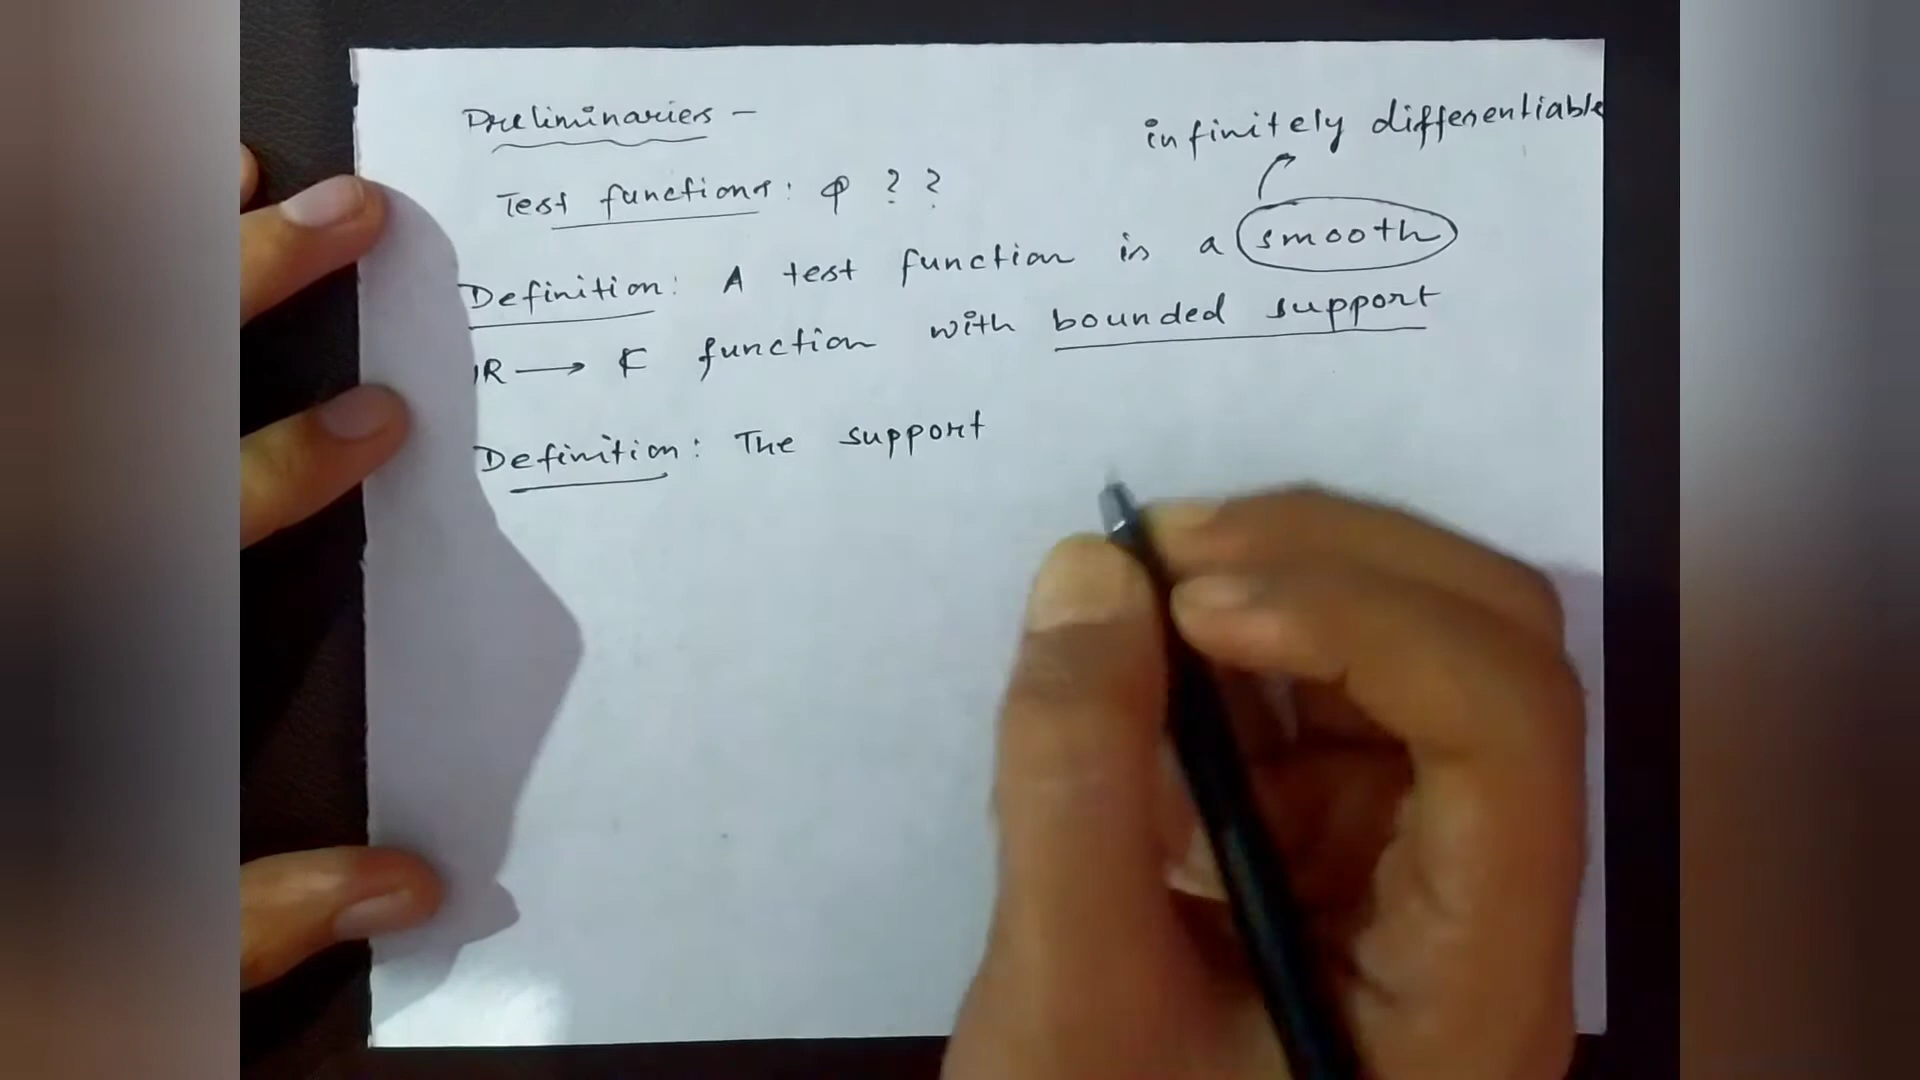 Preliminaries -
infinitely differentiable
Test functions: φ ? ?
Definition: A test function is a smooth
R → function with bounded support
Definition: The support